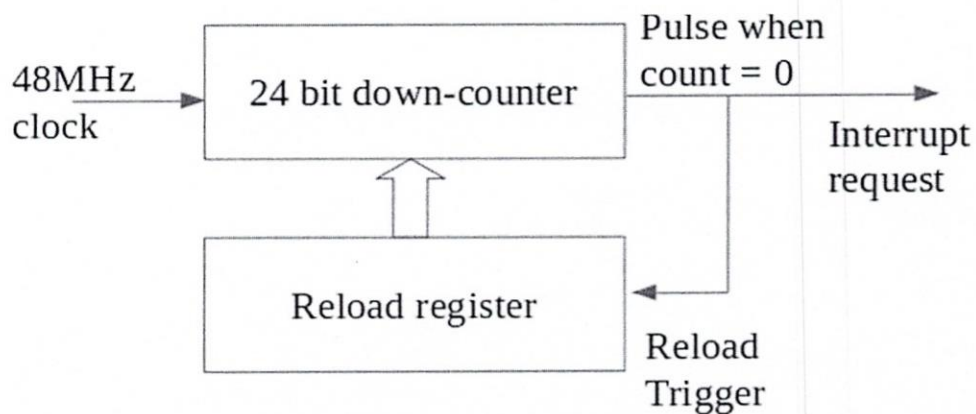 Pulse when
count = 0
48MHz
clock
24 bit down-counter
Interrupt
request
Reload register
Reload
Trigger